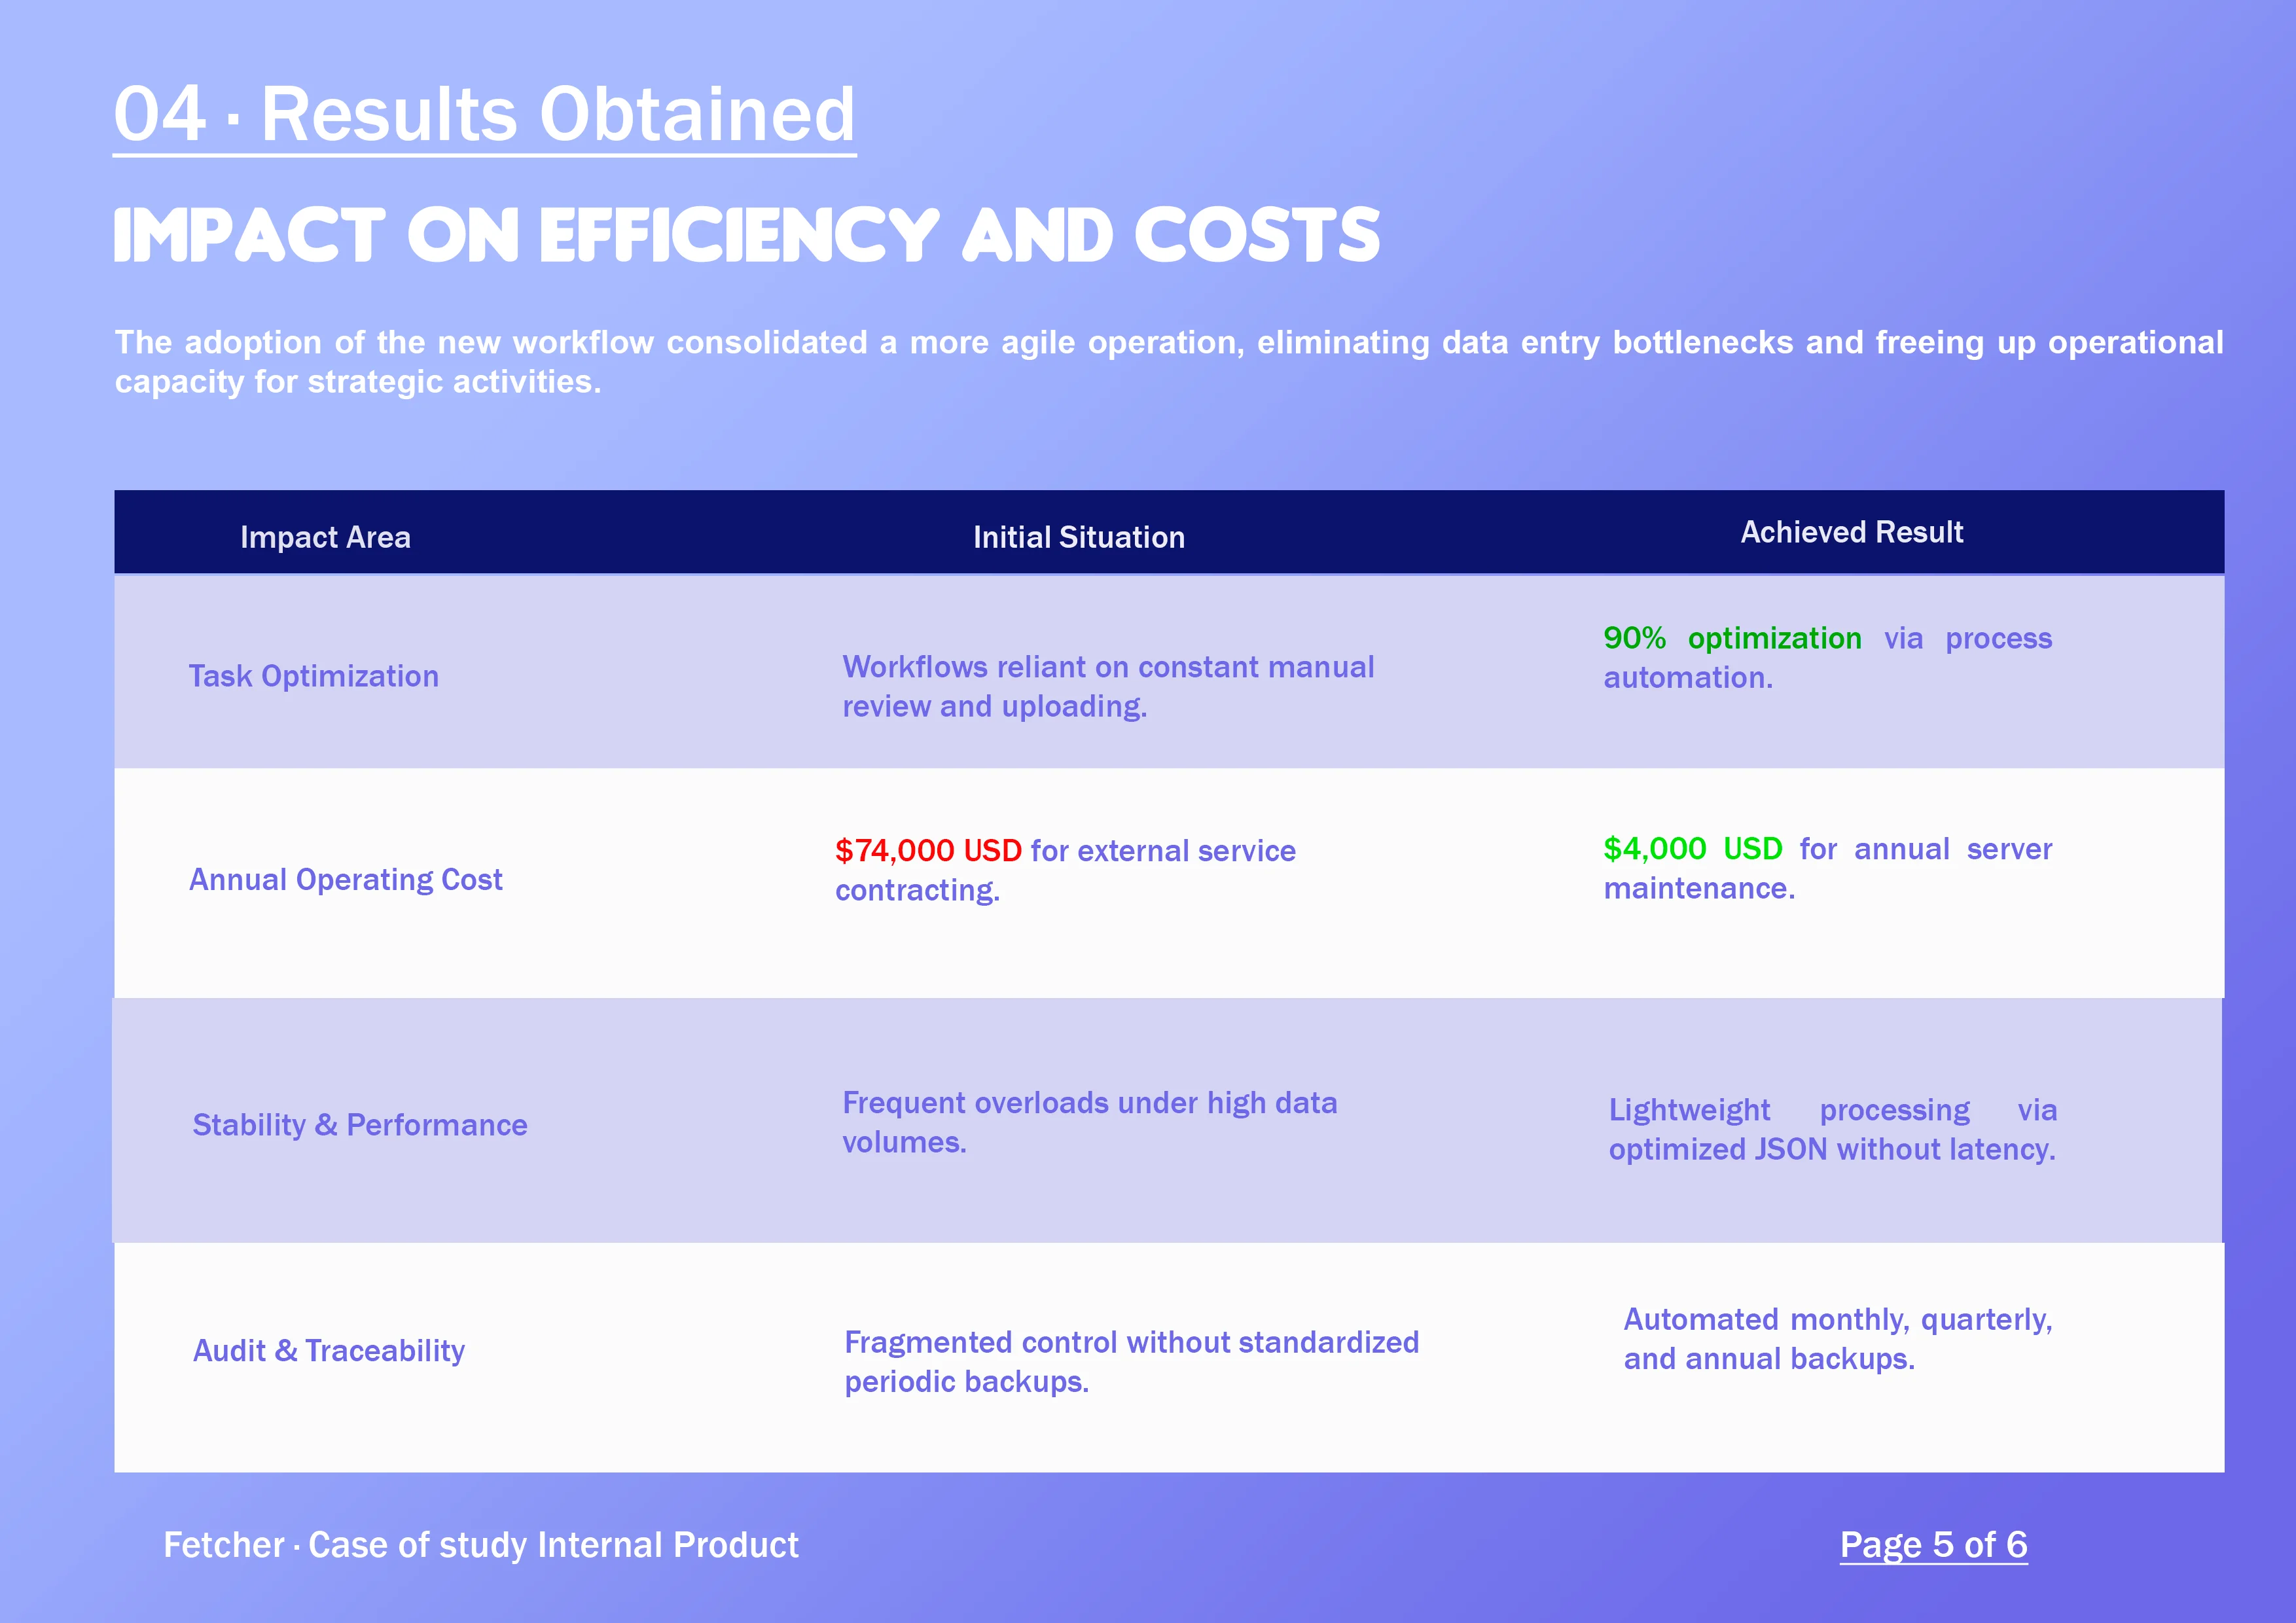 04 · Results Obtained
IMPACT ON EFFICIENCY AND COSTS
The adoption of the new workflow consolidated a more agile operation, eliminating data entry bottlenecks and freeing up operational
capacity for strategic activities.
Impact Area
Initial Situation
Achieved Result
Task Optimization
Workflows reliant on constant manual
review and uploading.
90% optimization via process
automation.
Annual Operating Cost
$74,000 USD for external service
contracting.
$4,000 USD for annual server
maintenance.
Stability & Performance
Frequent overloads under high data
volumes.
Lightweight processing via
optimized JSON without latency.
Audit & Traceability
Fragmented control without standardized
periodic backups.
Automated monthly, quarterly,
and annual backups.
Fetcher · Case of study Internal Product
Page 5 of 6